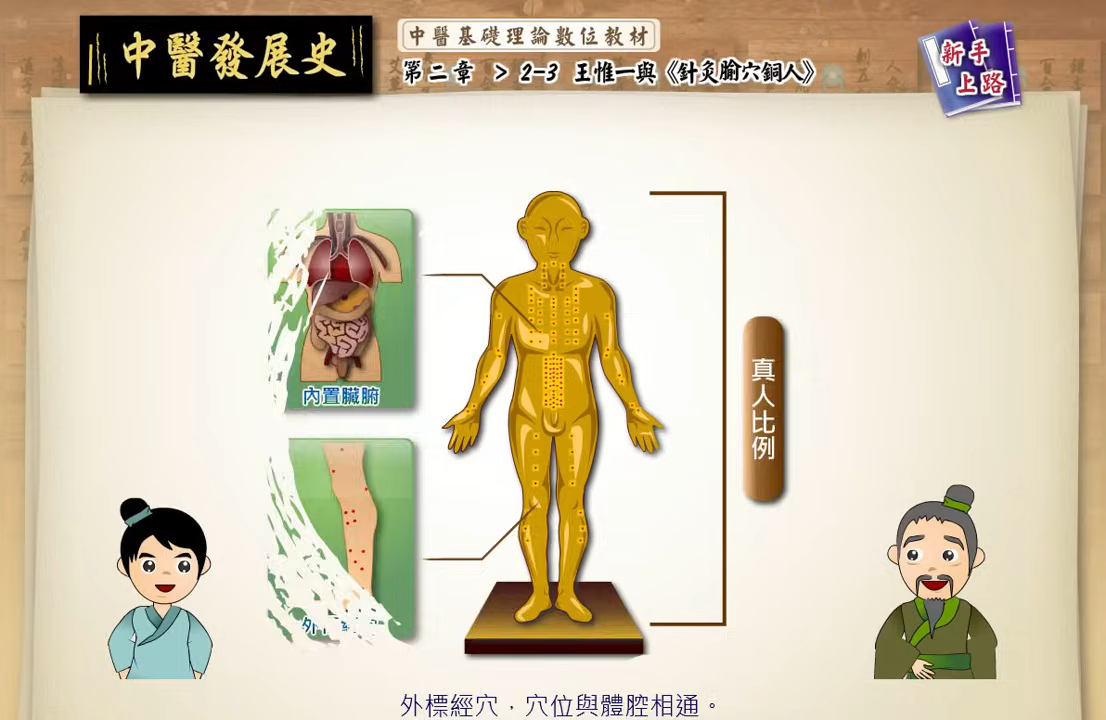 中醫發展史
中醫基礎理論數位教材
第二章 > 2-3 王惟一與《針灸腧穴銅人》
新手
上路
內置臟腑
真人比例
外標經穴，穴位與體腔相通。